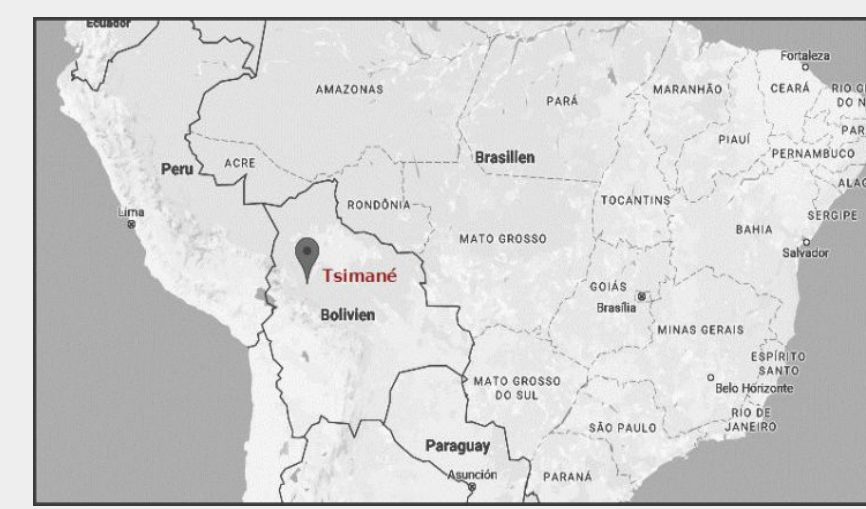 Ecuador
Fortaleza
AMAZONAS
MARANHÃO
CEARÁ
RIO G
DO N
PARÁ
PAR
PIAUÍ
PERNAMBUCO
Brasilien
Peru
ACRE
ALAG
TOCANTINS
RONDÔNIA
Lima
SERGIPE
BAHIA
MATO GROSSO
Salvador
Tsimané
GOIÁS
Brasília
Bolivien
MINAS GERAIS
ESPÍRITO
SANTO
MATO GROSSO
DO SUL
Belo Horizonte
RIO DE
JANEIRO
SÃO PAULO
Paraguay
Asunción
PARANÁ